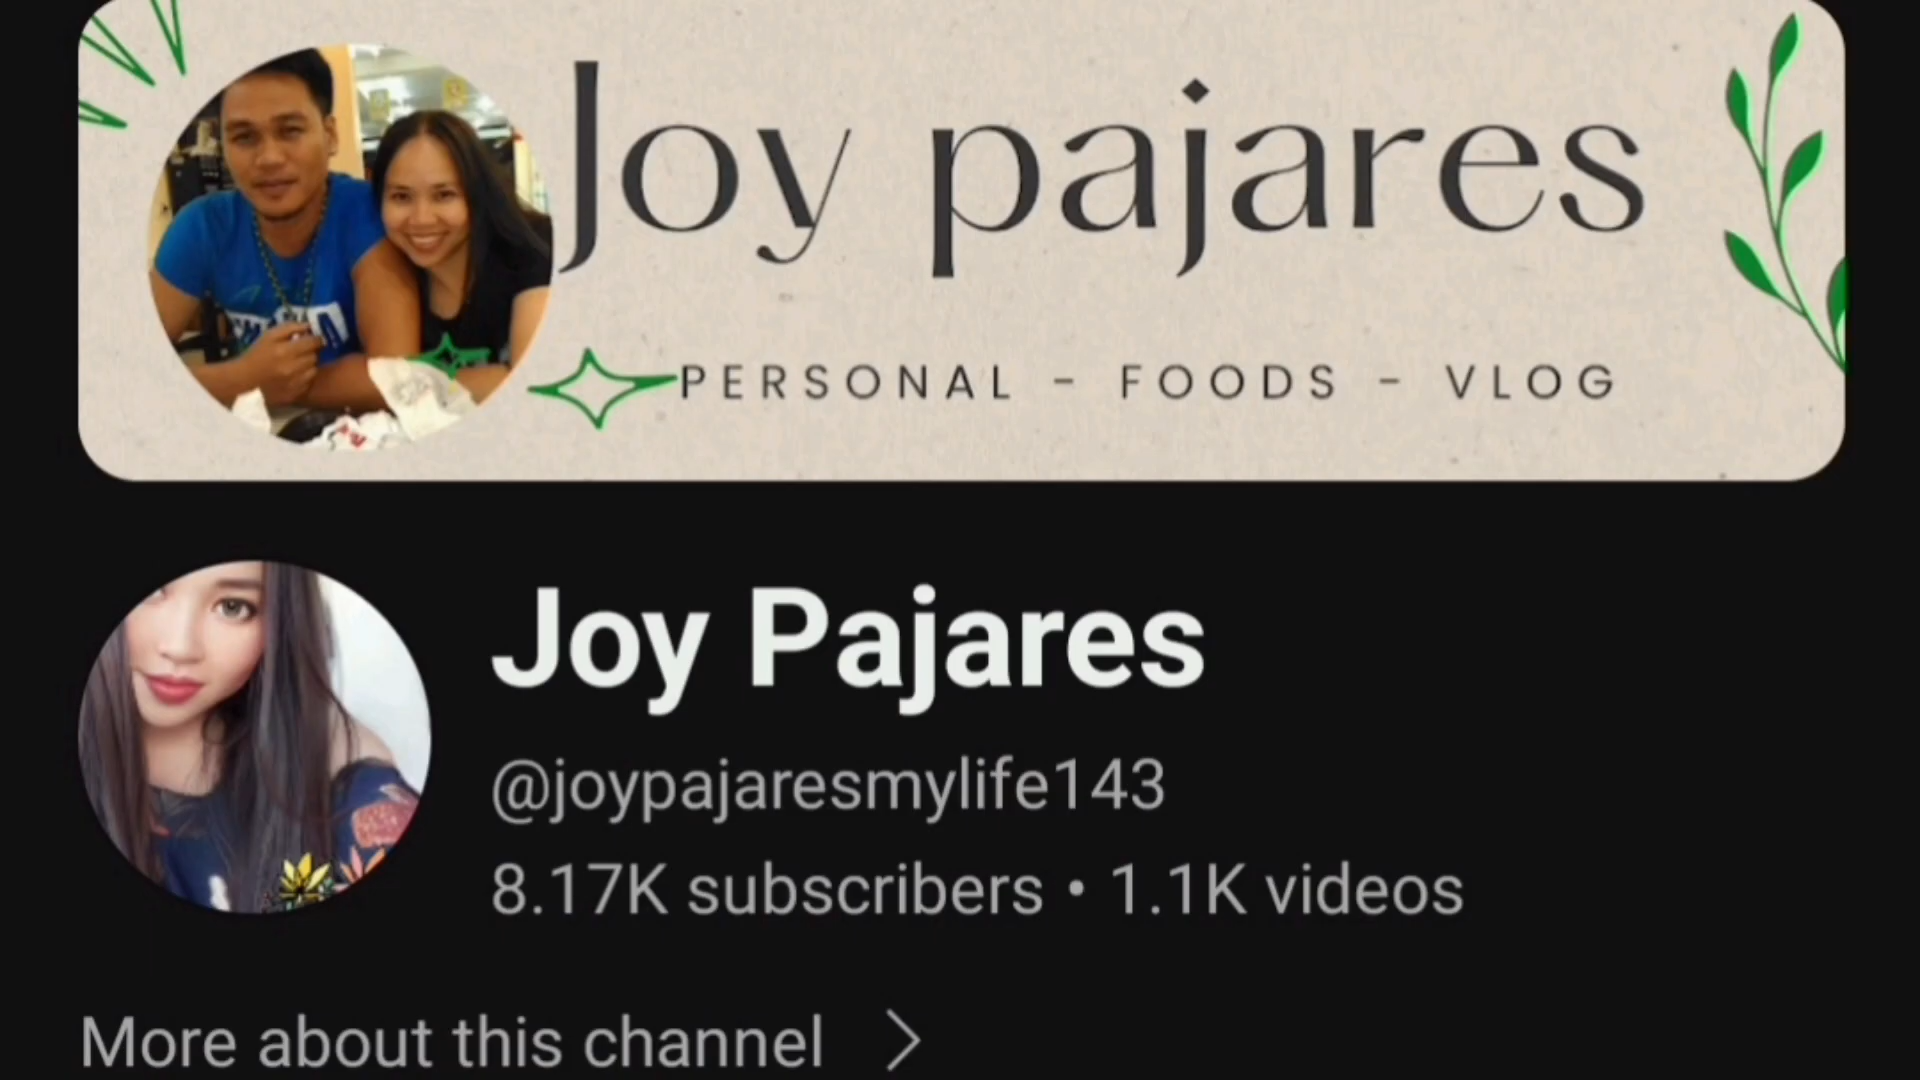 Joy pajares
PERSONAL - FOODS - VLOG
Joy Pajares
@joypajaresmylife143
8.17K subscribers • 1.1K videos
More about this channel